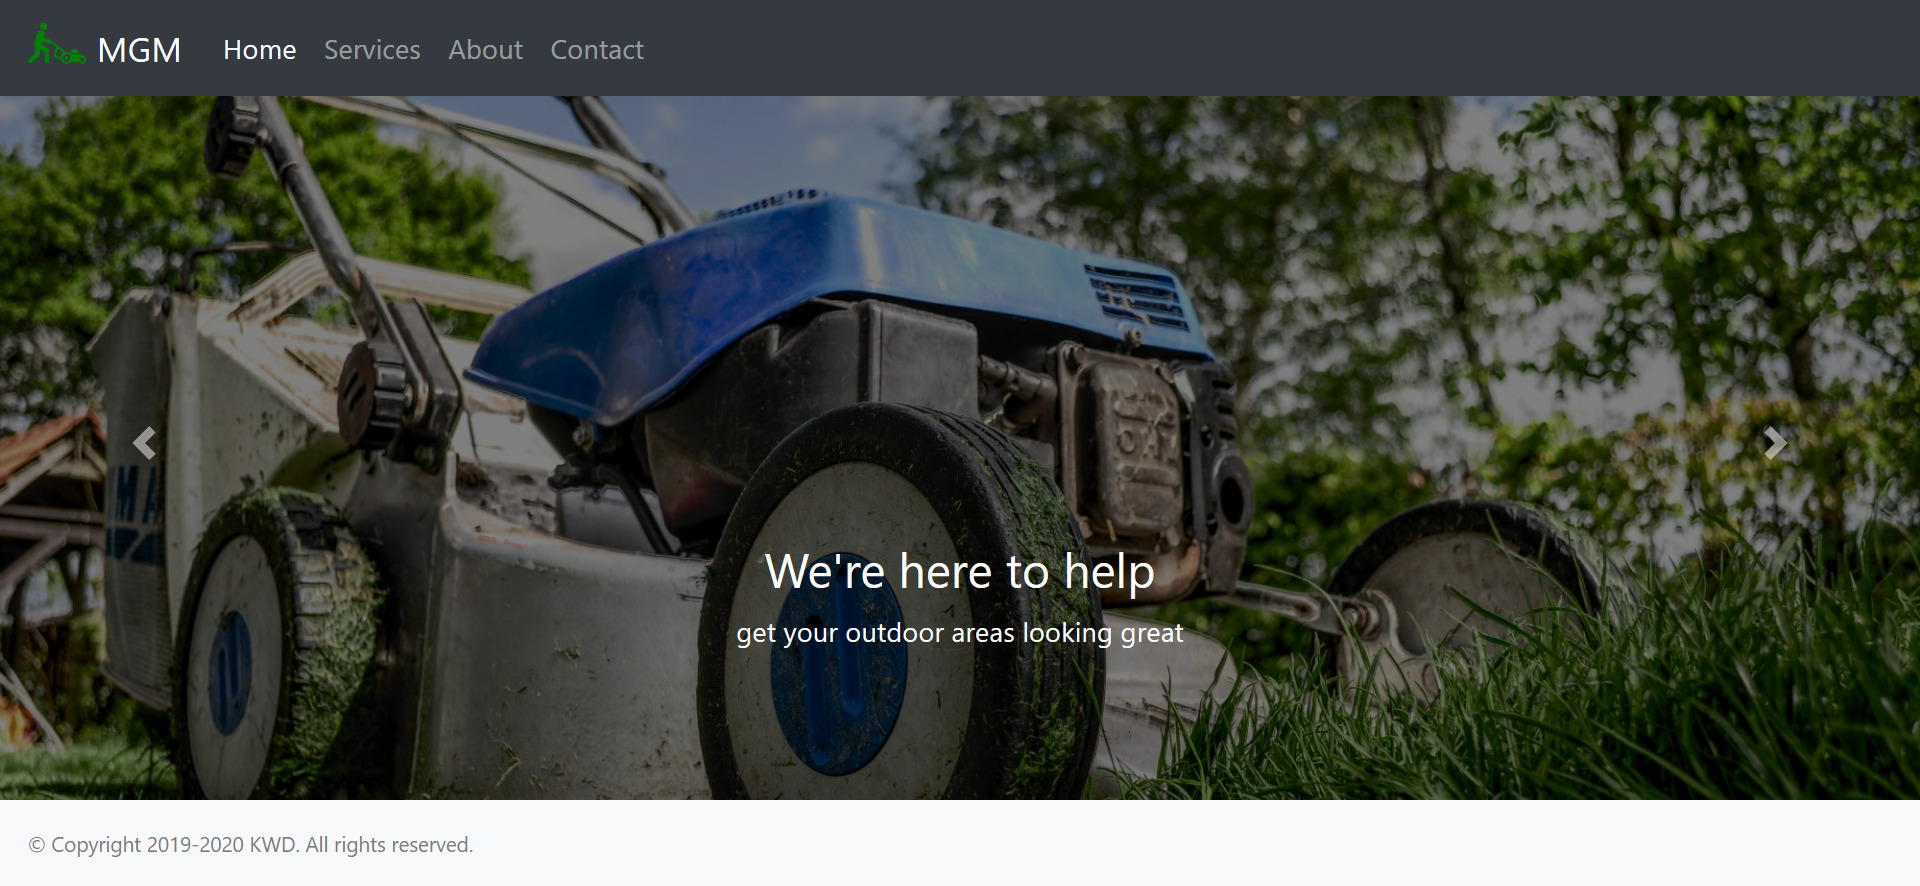 MGM
Home Services About Contact
We're here to help
get your outdoor areas looking great
© Copyright 2019-2020 KWD. All rights reserved.